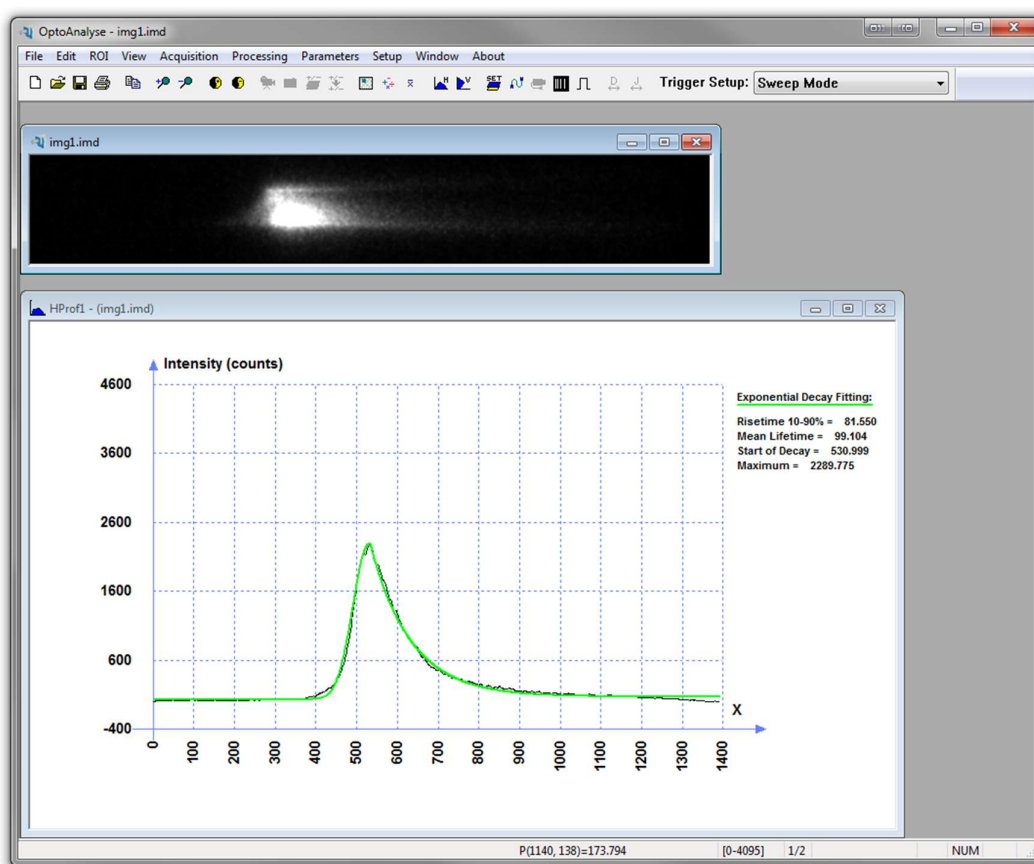 OptoAnalyse - img1.imd
File Edit ROI View Acquisition Processing Parameters Setup Window About
Trigger Setup: Sweep Mode
img1.imd
HProf1 - (img1.imd)
Intensity (counts)
4600
3600
2600
1600
600
-400
0 100 200 300 400 500 600 700 800 900 1000 1100 1200 1300 1400
X
Exponential Decay Fitting:
Risetime 10-90% = 81.550
Mean Lifetime = 99.104
Start of Decay = 530.999
Maximum = 2289.775
P(1140, 138)=173.794 [0-4095] 1/2 NUM